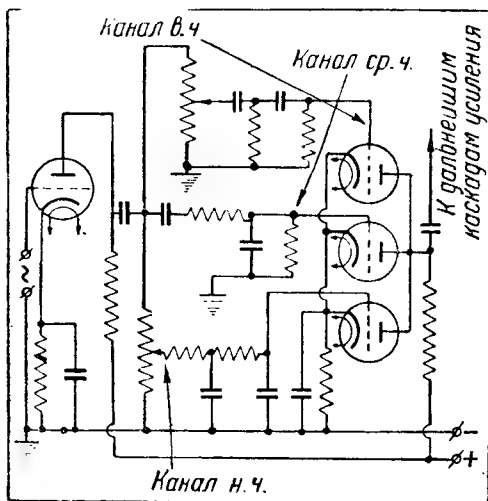 Канал в.ч
Канал ср.ч.
К дальнейшим
каскадам усиления
Канал н.ч.
−
+